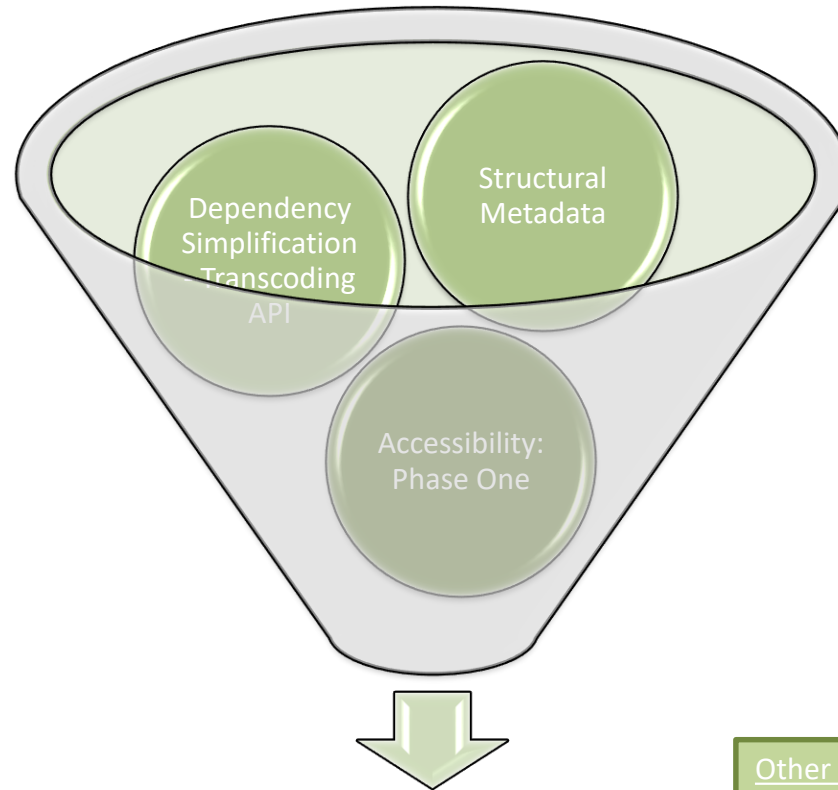 Structural
Metadata
Dependency
Simplification
- Transcoding
API
Accessibility:
Phase One
Other